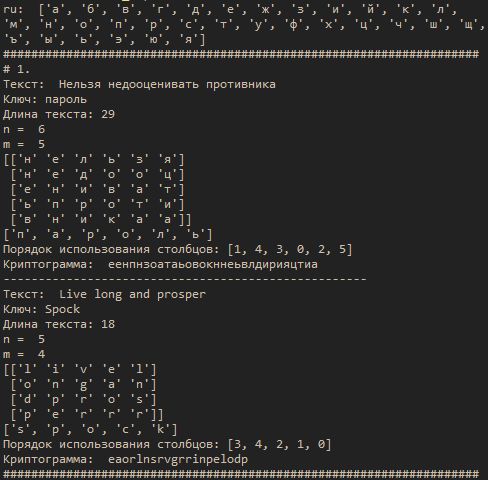 ru:  ['а', 'б', 'в', 'г', 'д', 'е', 'ж', 'з', 'и', 'й', 'к', 'л',
'м', 'н', 'о', 'п', 'р', 'с', 'т', 'у', 'ф', 'х', 'ц', 'ч', 'ш', 'щ',
'ъ', 'ы', 'ь', 'э', 'ю', 'я']
####################################################################
# 1.
Текст:  Нельзя недооценивать противника
Ключ: пароль
Длина текста: 29
n =  6
m =  5
[['н' 'е' 'л' 'ь' 'з' 'я']
 ['н' 'е' 'д' 'о' 'о' 'ц']
 ['е' 'н' 'и' 'в' 'а' 'т']
 ['ь' 'п' 'р' 'о' 'т' 'и']
 ['в' 'н' 'и' 'к' 'а' 'а']]
['п', 'а', 'р', 'о', 'л', 'ь']
Порядок использования столбцов: [1, 4, 3, 0, 2, 5]
Криптограмма:  еенпнзоатаьовокннеьвлдирияцтиа
----------------------------------------------------
Текст:  Live long and prosper
Ключ: Spock
Длина текста: 18
n =  5
m =  4
[['l' 'i' 'v' 'e' 'l']
 ['o' 'n' 'g' 'a' 'n']
 ['d' 'p' 'r' 'o' 's']
 ['p' 'e' 'r' 'r' 'r']]
['s', 'p', 'o', 'c', 'k']
Порядок использования столбцов: [3, 4, 2, 1, 0]
Криптограмма:  eaorlnsrvgrrinpelodp
####################################################################